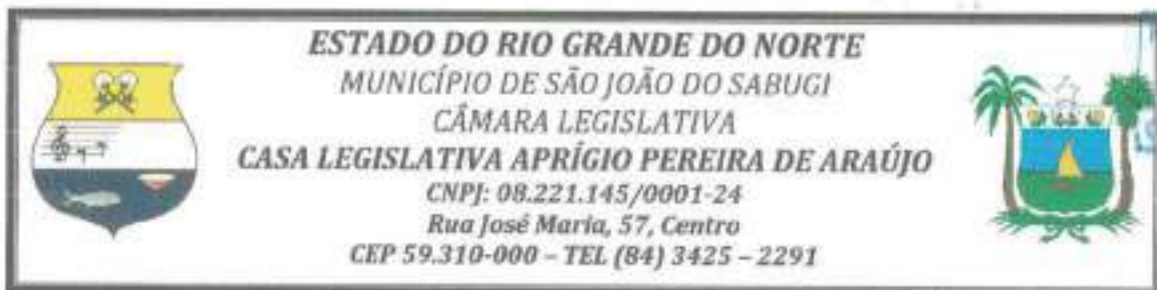 ESTADO DO RIO GRANDE DO NORTE
MUNICÍPIO DE SÃO JOÃO DO SABUGI
CÂMARA LEGISLATIVA
CASA LEGISLATIVA APRÍGIO PEREIRA DE ARAÚJO
CNPJ: 08.221.145/0001-24
Rua José Maria, 57, Centro
CEP 59.310-000 – TEL (84) 3425 – 2291